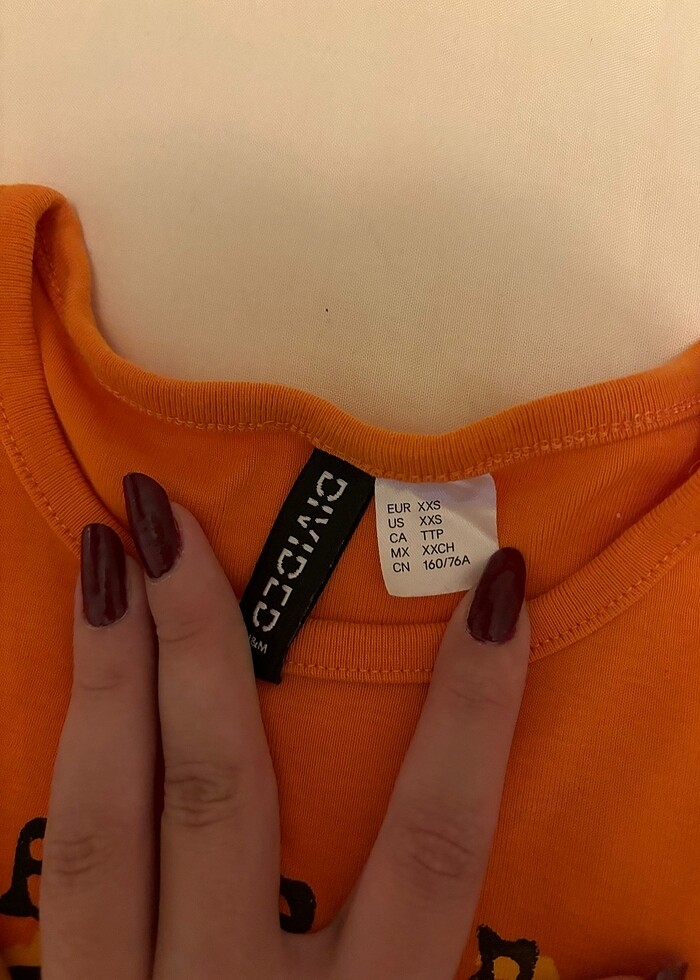 DIVIDED
H&M
EUR XXS
US XXS
CA TTP
MX XXCH
CN 160/76A